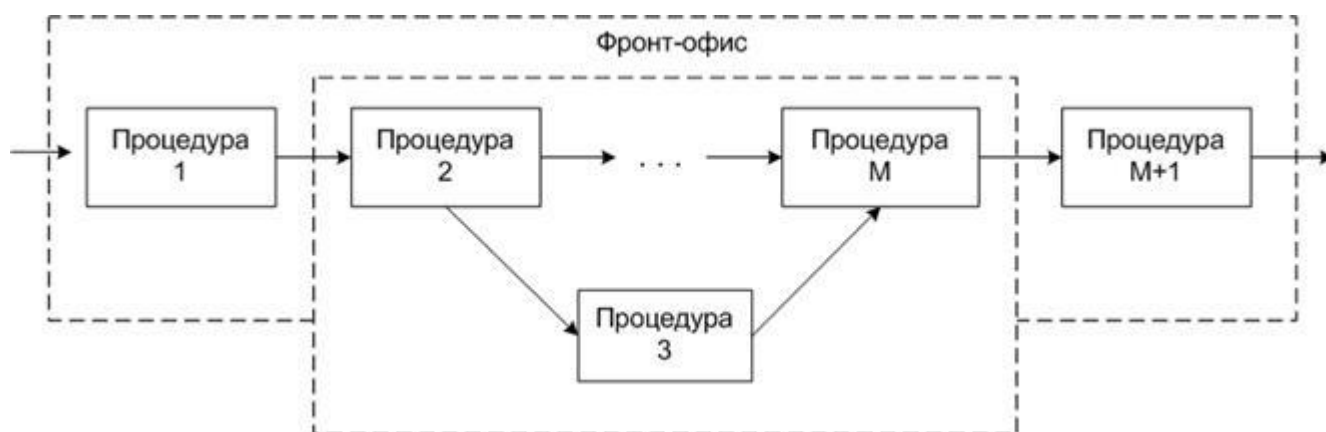 Фронт-офис
Процедура
1
Процедура
2
. . .
Процедура
М
Процедура
М+1
Процедура
3